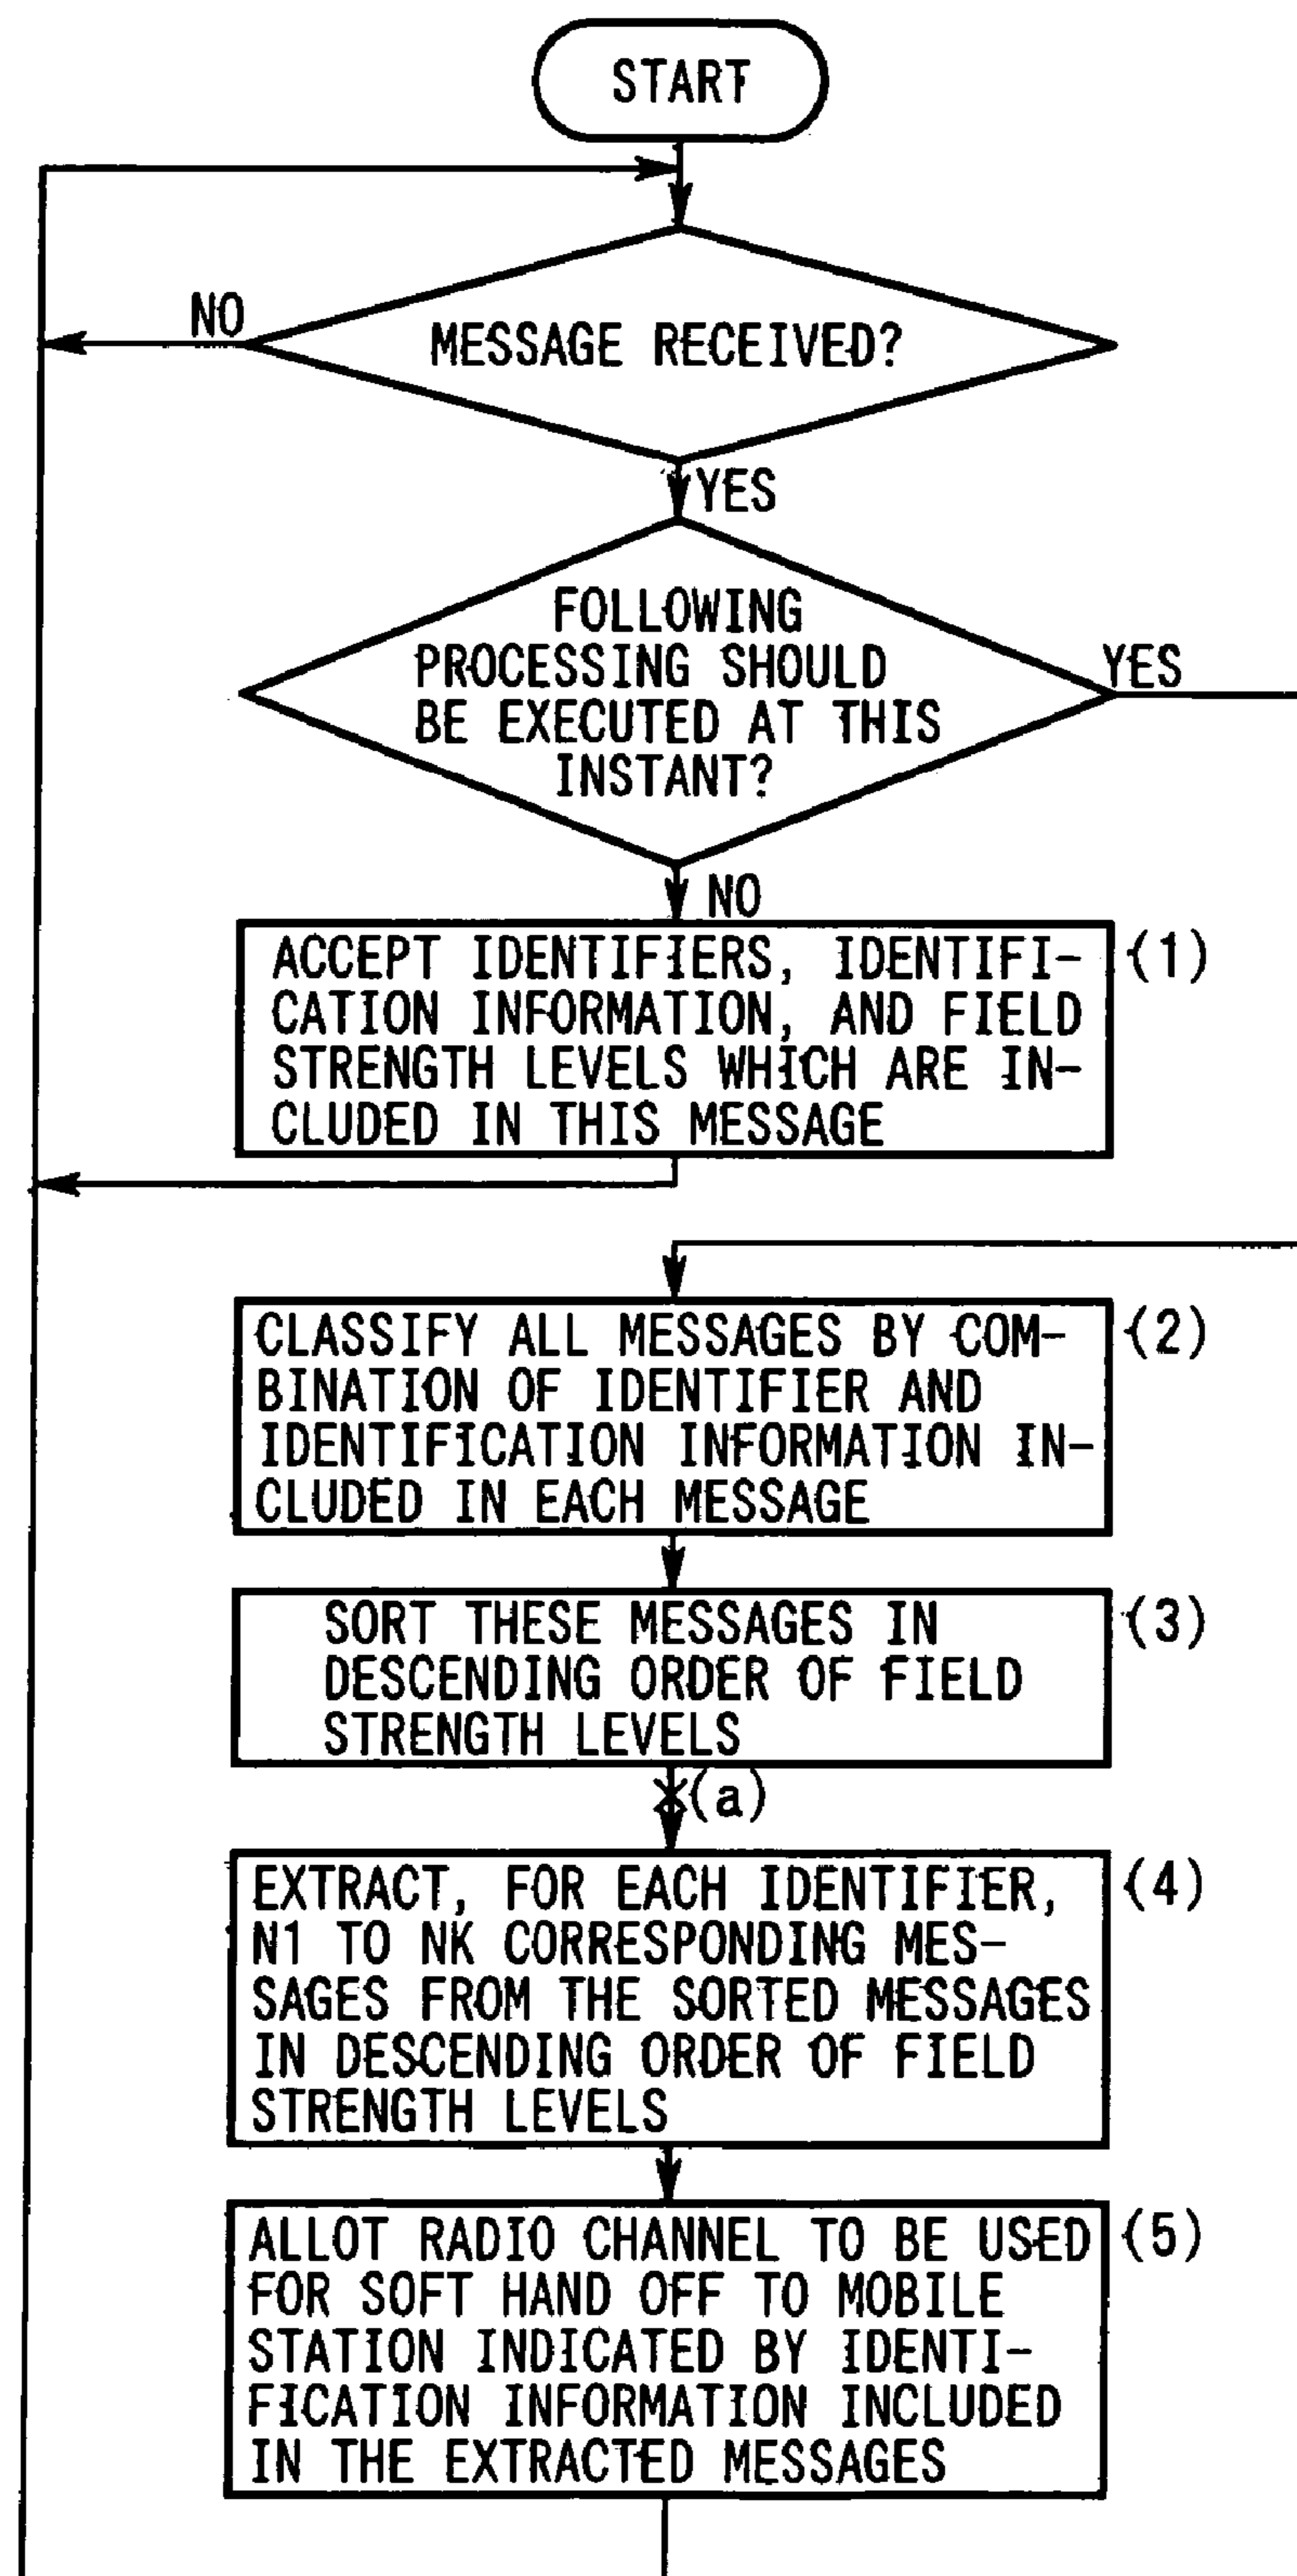 START
NO
MESSAGE RECEIVED?
YES
FOLLOWING
PROCESSING SHOULD
YES
BE EXECUTED AT THIS
INSTANT?
NO
ACCEPT IDENTIFIERS, IDENTIFI-
(1)
CATION INFORMATION, AND FIELD
STRENGTH LEVELS WHICH ARE IN-
CLUDED IN THIS MESSAGE
CLASSIFY ALL MESSAGES BY COM-
(2)
BINATION OF IDENTIFIER AND
IDENTIFICATION INFORMATION IN-
CLUDED IN EACH MESSAGE
SORT THESE MESSAGES IN
(3)
DESCENDING ORDER OF FIELD
STRENGTH LEVELS
(a)
EXTRACT, FOR EACH IDENTIFIER,
(4)
N1 TO NK CORRESPONDING MES-
SAGES FROM THE SORTED MESSAGES
IN DESCENDING ORDER OF FIELD
STRENGTH LEVELS
ALLOT RADIO CHANNEL TO BE USED
(5)
FOR SOFT HAND OFF TO MOBILE
STATION INDICATED BY IDENTI-
FICATION INFORMATION INCLUDED
IN THE EXTRACTED MESSAGES